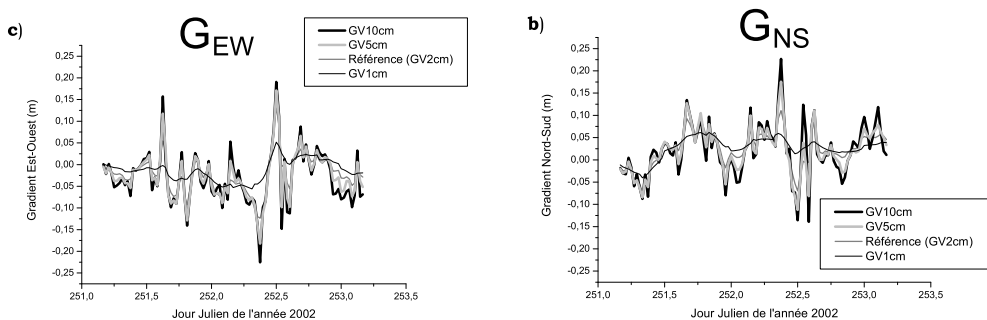 c)
G_EW
GV10cm
GV5cm
Référence (GV2cm)
GV1cm
Gradient Est-Ouest (m)
0,25
0,20
0,15
0,10
0,05
0,00
-0,05
-0,10
-0,15
-0,20
-0,25
251,0 251,5 252,0 252,5 253,0 253,5
Jour Julien de l'année 2002
b)
G_NS
Gradient Nord-Sud (m)
0,25
0,20
0,15
0,10
0,05
0,00
-0,05
-0,10
-0,15
-0,20
-0,25
GV10cm
GV5cm
Référence (GV2cm)
GV1cm
251,0 251,5 252,0 252,5 253,0 253,5
Jour Julien de l'année 2002